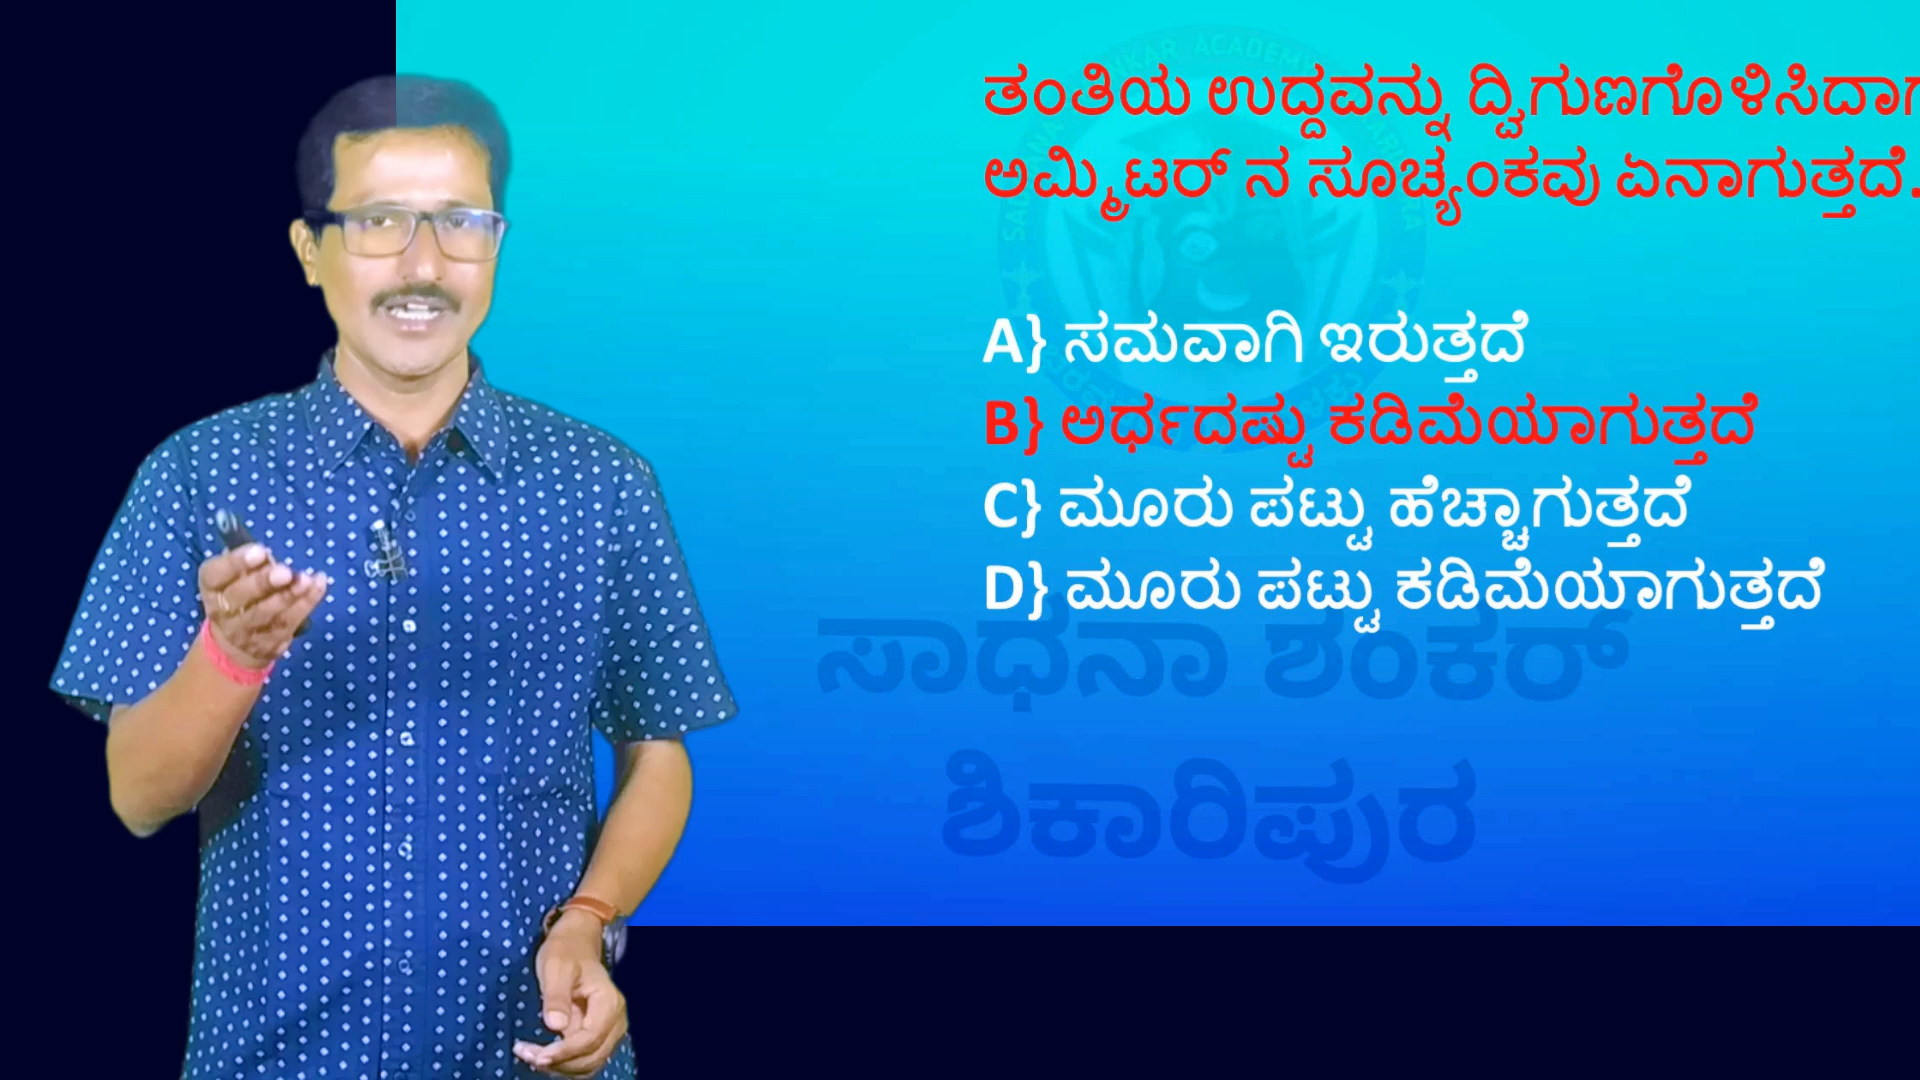 ತಂತಿಯ ಉದ್ದವನ್ನು ದ್ವಿಗುಣಗೊಳಿಸಿದಾಗ
ಅಮ್ಮಿಟರ್ ನ ಸೂಚ್ಯಂಕವು ಏನಾಗುತ್ತದೆ.
A} ಸಮವಾಗಿ ಇರುತ್ತದೆ
B} ಅರ್ಧದಷ್ಟು ಕಡಿಮೆಯಾಗುತ್ತದೆ
C} ಮೂರು ಪಟ್ಟು ಹೆಚ್ಚಾಗುತ್ತದೆ
D} ಮೂರು ಪಟ್ಟು ಕಡಿಮೆಯಾಗುತ್ತದೆ
ಸಾಧನಾ ಶಂಕರ್
ಶಿಕಾರಿಪುರ